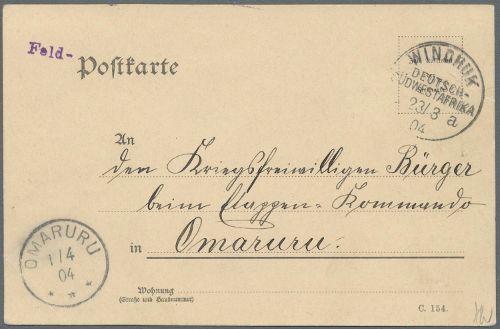 Feld-
Postkarte
WINDHUK
DEUTSCH-
SÜDWESTAFRIKA
23/3 a
04
An
den Kriegsfreiwilligen Bürger
beim Etappen-Kommando
in Omaruru.
OMARURU
1/4
04
Wohnung
(Straße und Hausnummer)
C. 154.